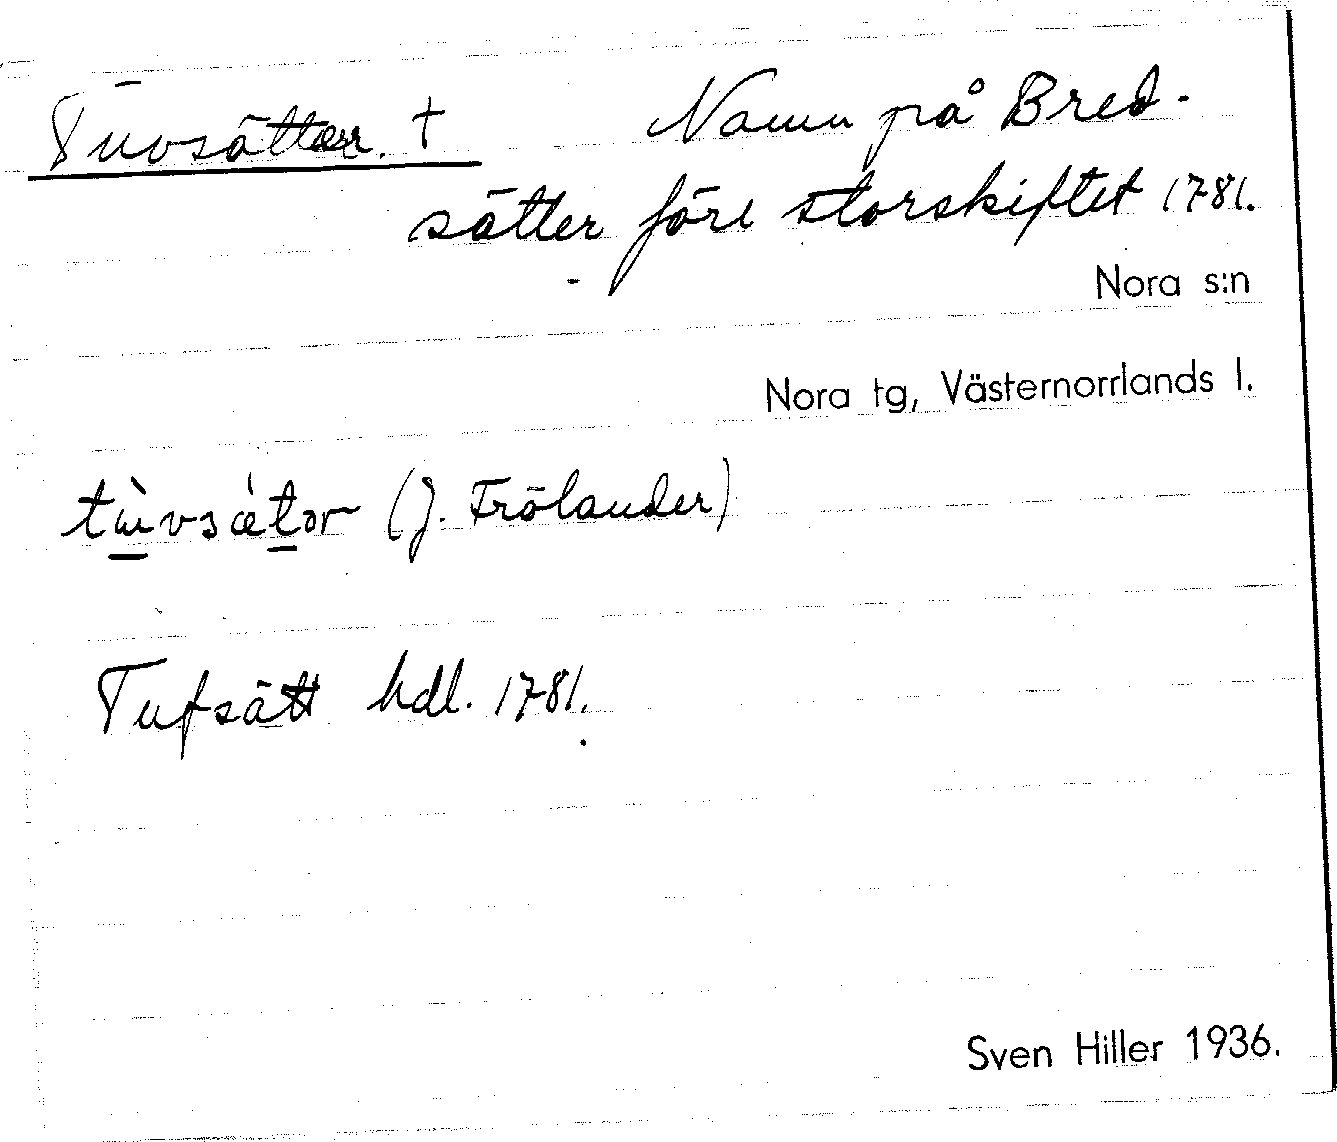 Tuvsätter. † Namn på Bred-
sätter före storskiftet 1781.
Nora s:n
Nora tg, Västernorrlands l.
(J. Frölander)
Tufsätt hdl. 1781.
Sven Hiller 1936.